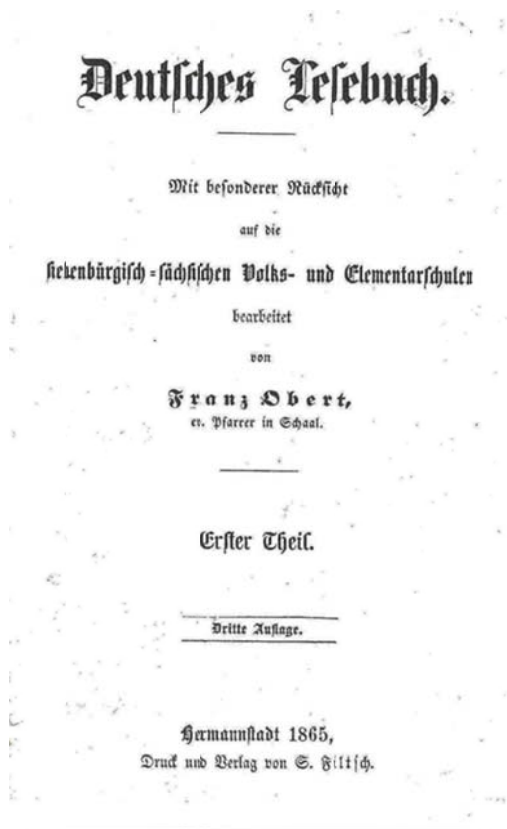 Deutsches Lesebuch.
Mit besonderer Rücksicht
auf die
siebenbürgisch-sächsischen Volks- und Elementarschulen
bearbeitet
von
Franz Obert,
ev. Pfarrer in Schaal.
Erster Theil.
Dritte Auflage.
Hermannstadt 1865,
Druck und Verlag von S. Filtsch.